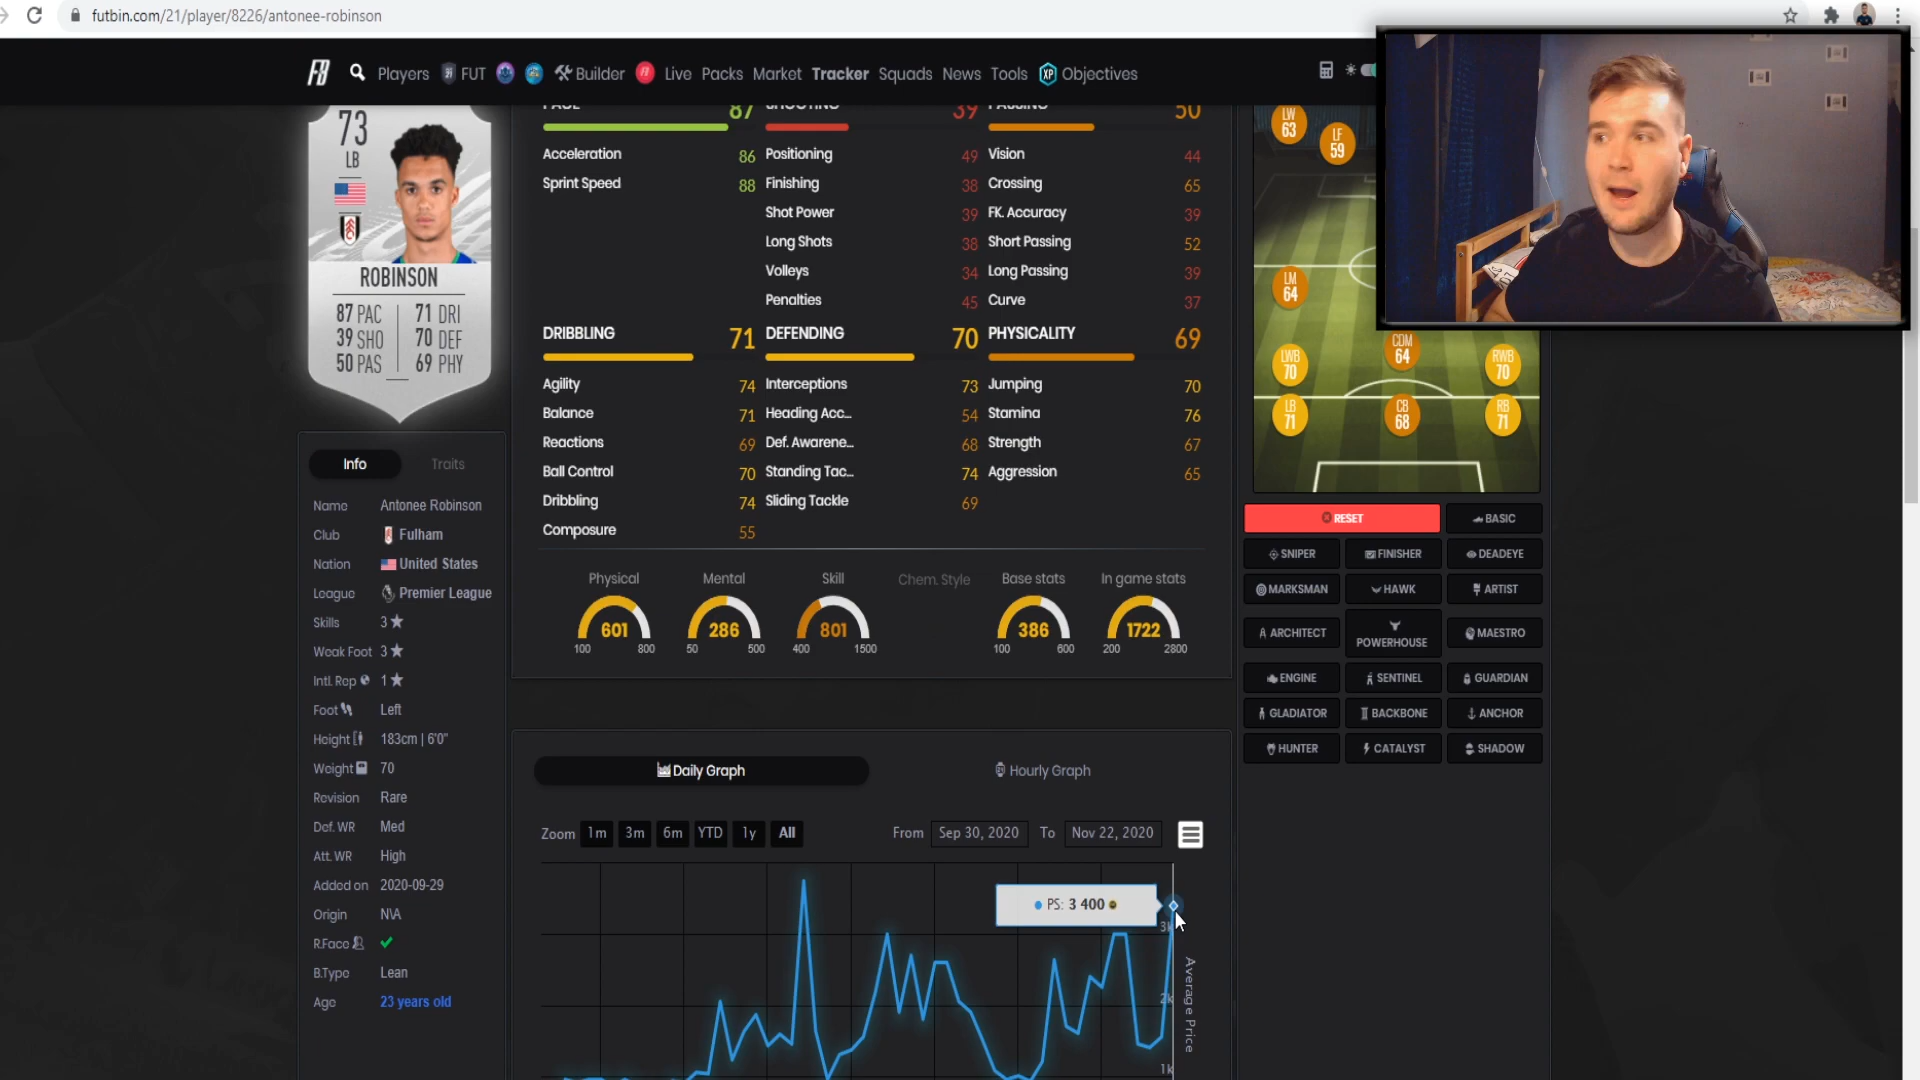 futbin.com/21/player/8226/antonee-robinson
Players FUT Builder Live Packs Market Tracker Squads News Tools XP Objectives
73
LB
ROBINSON
87 PAC 71 DRI
39 SHO 70 DEF
50 PAS 69 PHY
Info Traits
Name Antonee Robinson
Club Fulham
Nation United States
League Premier League
Skills 3
Weak Foot 3
Intl. Rep 1
Foot Left
Height 183cm | 6'0"
Weight 70
Revision Rare
Def. WR Med
Att. WR High
Added on 2020-09-29
Origin N\A
R.Face
B.Type Lean
Age 23 years old
PACE 87 SHOOTING 39 PASSING 50
Acceleration 86 Positioning 49 Vision 44
Sprint Speed 88 Finishing 38 Crossing 65
Shot Power 39 FK. Accuracy 39
Long Shots 38 Short Passing 52
Volleys 34 Long Passing 39
Penalties 45 Curve 37
DRIBBLING 71 DEFENDING 70 PHYSICALITY 69
Agility 74 Interceptions 73 Jumping 70
Balance 71 Heading Acc... 54 Stamina 76
Reactions 69 Def. Awarene... 68 Strength 67
Ball Control 70 Standing Tac... 74 Aggression 65
Dribbling 74 Sliding Tackle 69
Composure 55
Physical Mental Skill Chem. Style Base stats In game stats
601 286 801 386 1722
100 800 50 500 400 1500 100 600 200 2800
Daily Graph Hourly Graph
Zoom 1m 3m 6m YTD 1y All From Sep 30, 2020 To Nov 22, 2020
PS: 3 400
3k
2k
1k
Average Price
LW
63
LF
59
LM
64
CDM
64
LWB
70
RWB
70
LB
71
CB
68
RB
71
RESET BASIC
SNIPER FINISHER DEADEYE
MARKSMAN HAWK ARTIST
ARCHITECT POWERHOUSE MAESTRO
ENGINE SENTINEL GUARDIAN
GLADIATOR BACKBONE ANCHOR
HUNTER CATALYST SHADOW